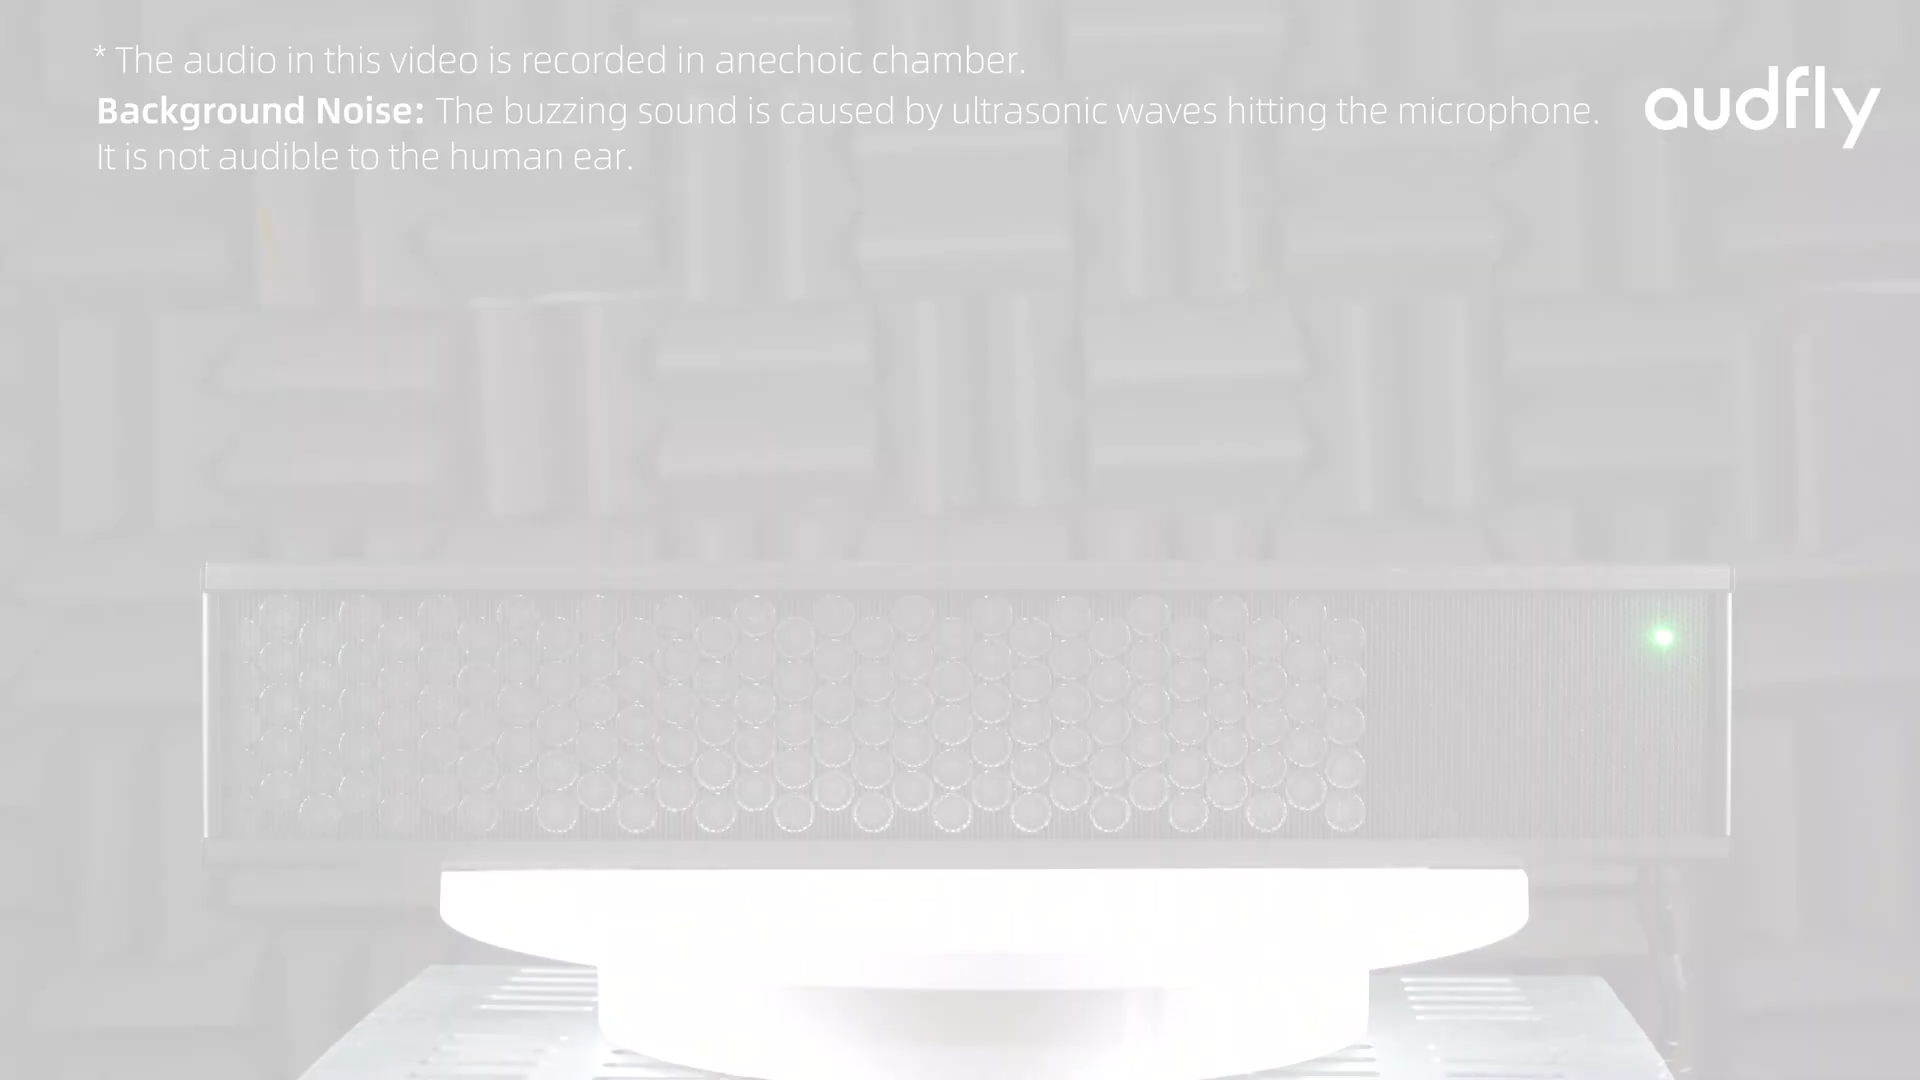 * The audio in this video is recorded in anechoic chamber.
Background Noise: The buzzing sound is caused by ultrasonic waves hitting the microphone.
It is not audible to the human ear.
audfly